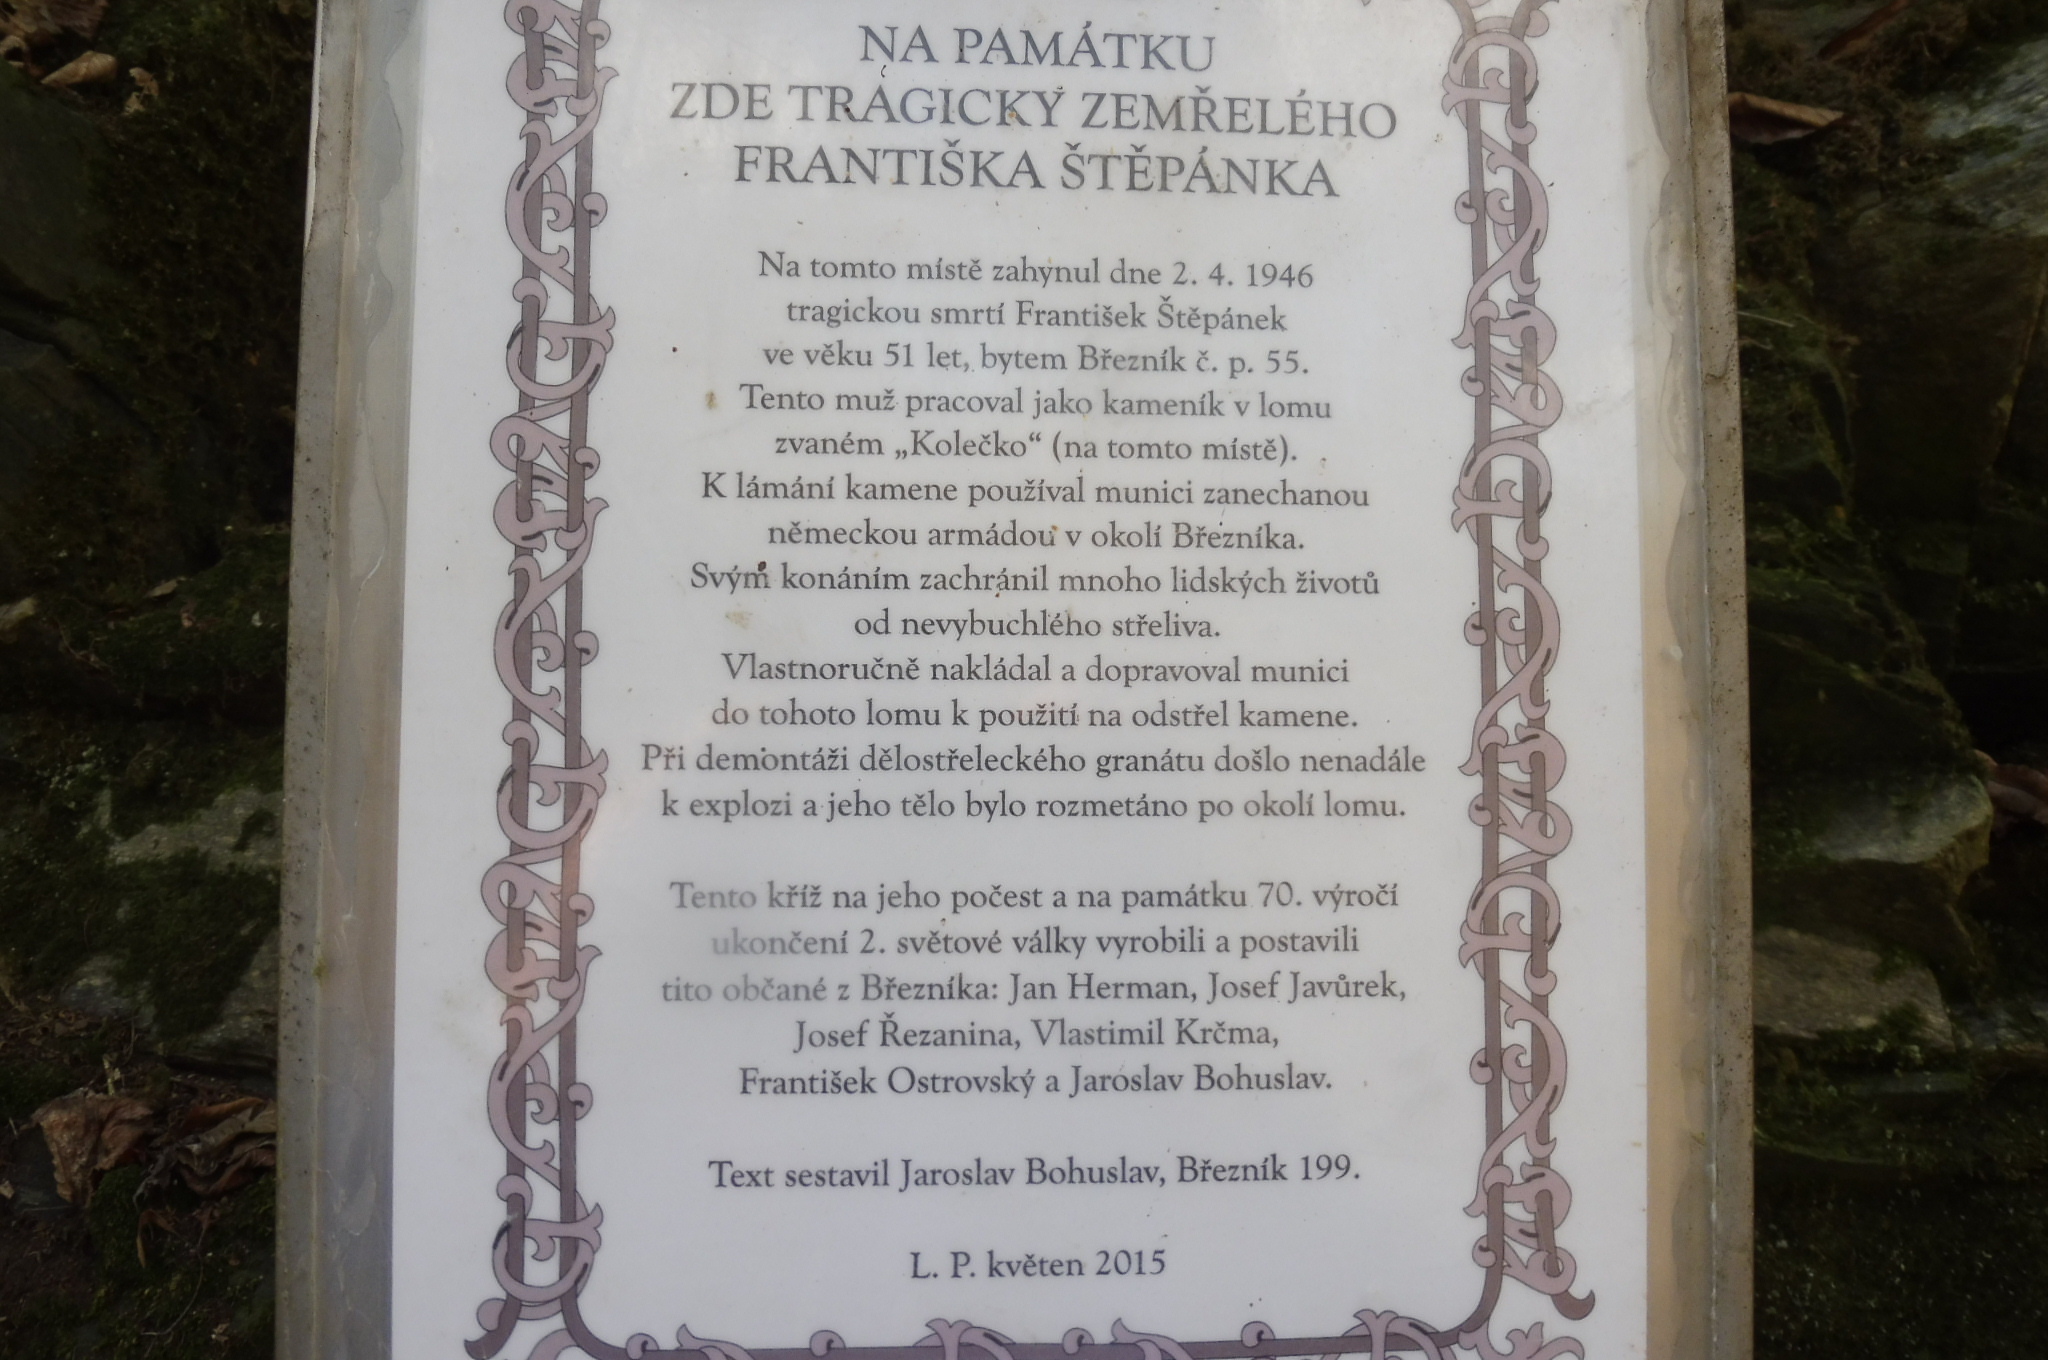 NA PAMÁTKU
ZDE TRAGICKY ZEMŘELÉHO
FRANTIŠKA ŠTĚPÁNKA
Na tomto místě zahynul dne 2. 4. 1946
tragickou smrtí František Štěpánek
ve věku 51 let, bytem Březník č. p. 55.
Tento muž pracoval jako kameník v lomu
zvaném „Kolečko“ (na tomto místě).
K lámání kamene používal munici zanechanou
německou armádou v okolí Březníka.
Svým konáním zachránil mnoho lidských životů
od nevybuchlého střeliva.
Vlastnoručně nakládal a dopravoval munici
do tohoto lomu k použití na odstřel kamene.
Při demontáži dělostřeleckého granátu došlo nenadále
k explozi a jeho tělo bylo rozmetáno po okolí lomu.
Tento kříž na jeho počest a na památku 70. výročí
ukončení 2. světové války vyrobili a postavili
tito občané z Březníka: Jan Herman, Josef Javůrek,
Josef Řezanina, Vlastimil Krčma,
František Ostrovský a Jaroslav Bohuslav.
Text sestavil Jaroslav Bohuslav, Březník 199.
L. P. květen 2015